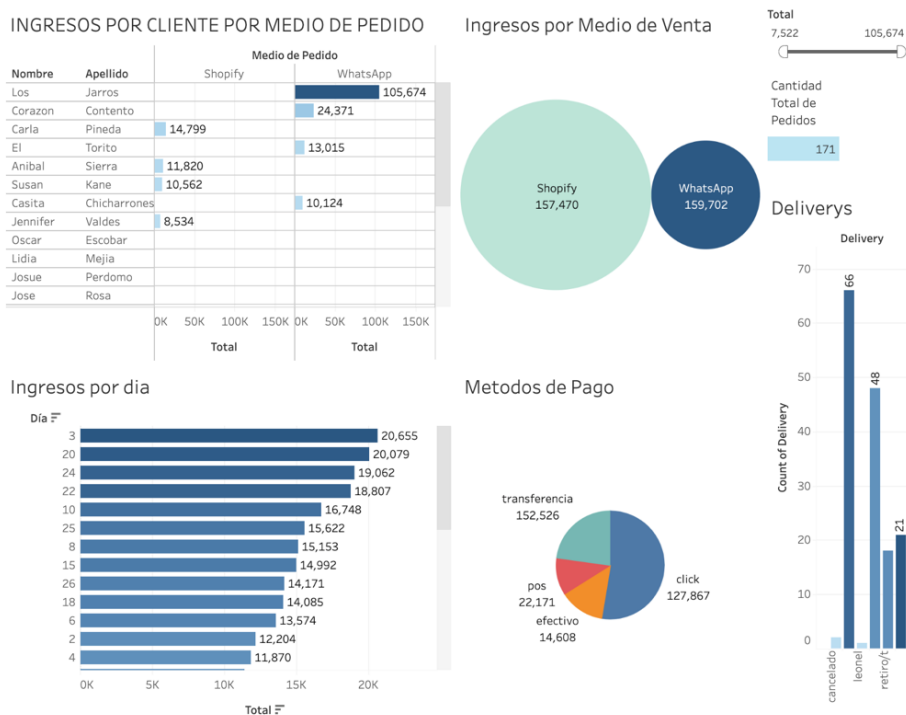 INGRESOS POR CLIENTE POR MEDIO DE PEDIDO
Medio de Pedido
Nombre Apellido Shopify WhatsApp
Los Jarros 105,674
Corazon Contento 24,371
Carla Pineda 14,799
El Torito 13,015
Anibal Sierra 11,820
Susan Kane 10,562
Casita Chicharrones 10,124
Jennifer Valdes 8,534
Oscar Escobar
Lidia Mejia
Josue Perdomo
Jose Rosa
0K 50K 100K 150K 0K 50K 100K 150K
Total Total
Ingresos por Medio de Venta
Shopify
157,470
WhatsApp
159,702
Total
7,522 105,674
Cantidad
Total de
Pedidos
171
Ingresos por dia
Día
3 20,655
20 20,079
24 19,062
22 18,807
10 16,748
25 15,622
8 15,153
15 14,992
26 14,171
18 14,085
6 13,574
2 12,204
4 11,870
0K 5K 10K 15K 20K
Total
Metodos de Pago
transferencia
152,526
pos
22,171
efectivo
14,608
click
127,867
Deliverys
Delivery
Count of Delivery
70
60
50
40
30
20
10
0
66
48
21
cancelado
leonel
retiro/t